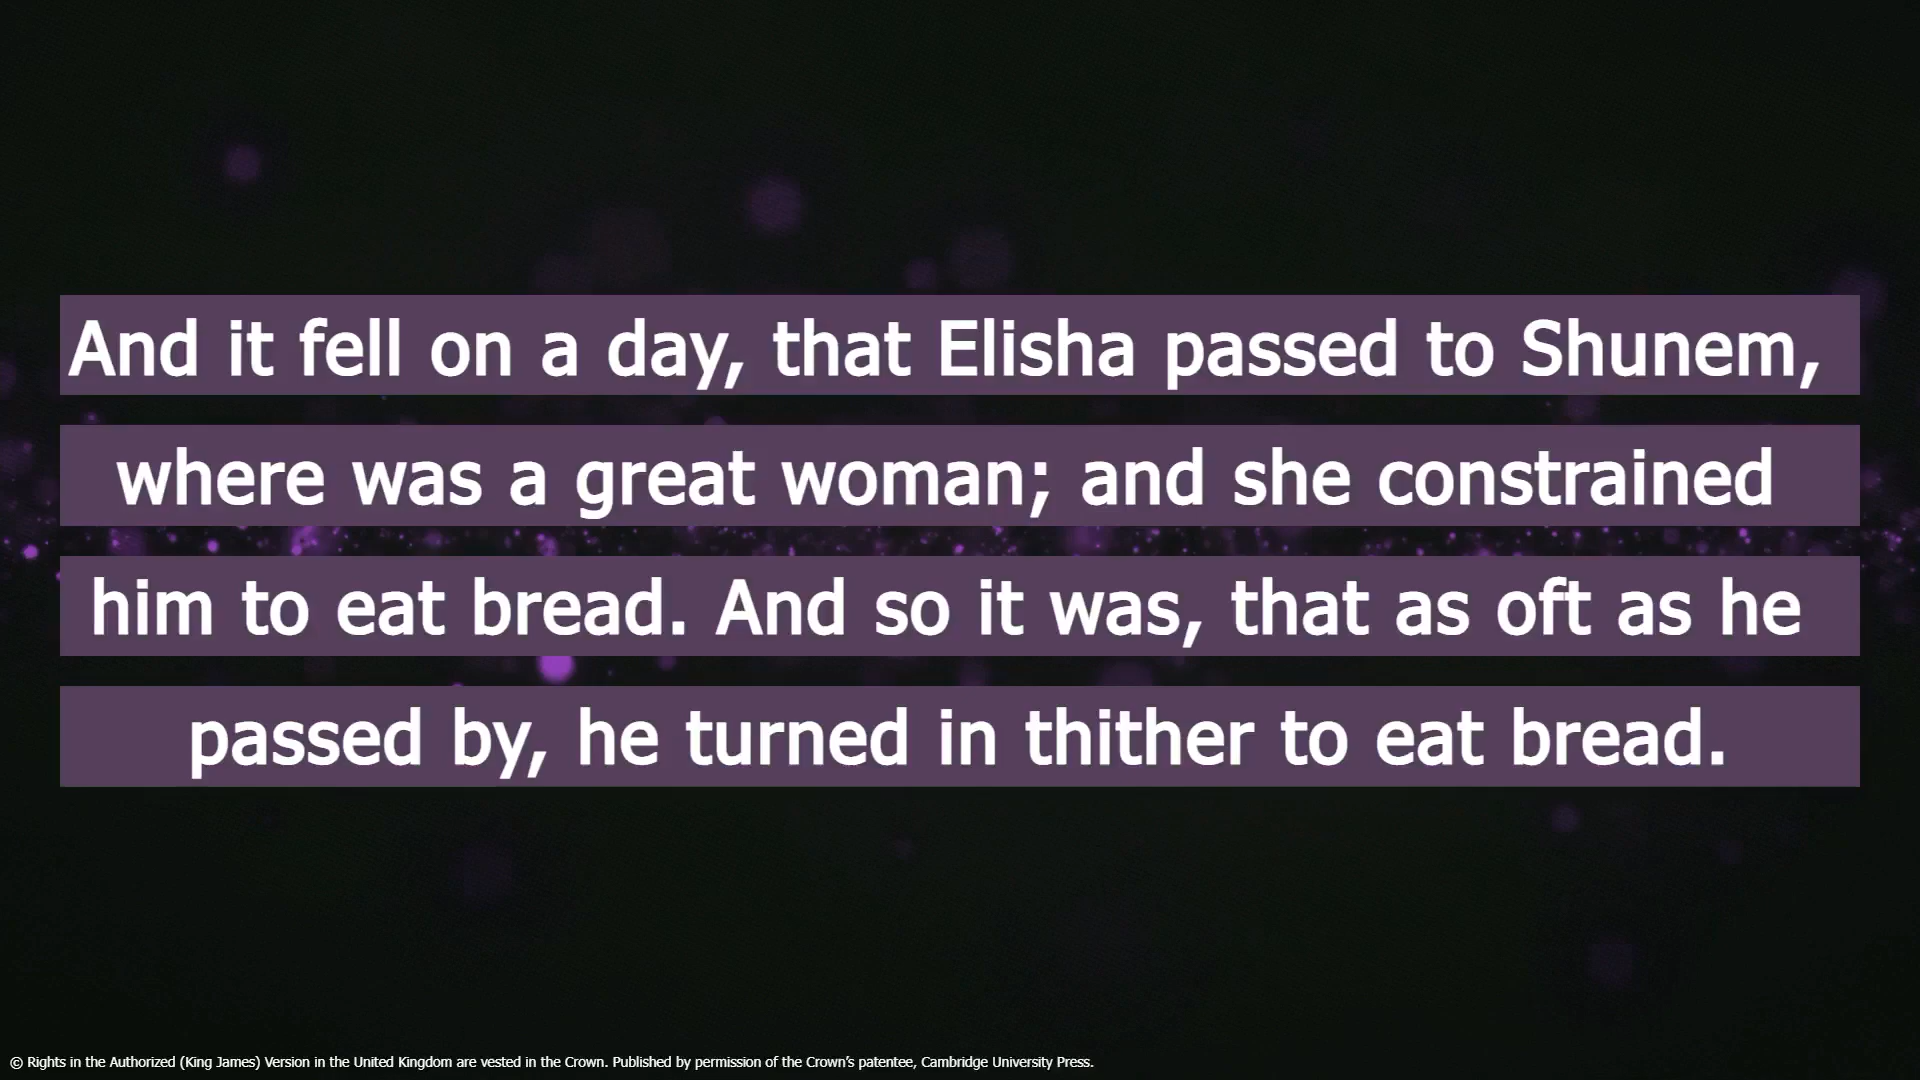 And it fell on a day, that Elisha passed to Shunem,
where was a great woman; and she constrained
him to eat bread. And so it was, that as oft as he
passed by, he turned in thither to eat bread.
© Rights in the Authorized (King James) Version in the United Kingdom are vested in the Crown. Published by permission of the Crown’s patentee, Cambridge University Press.